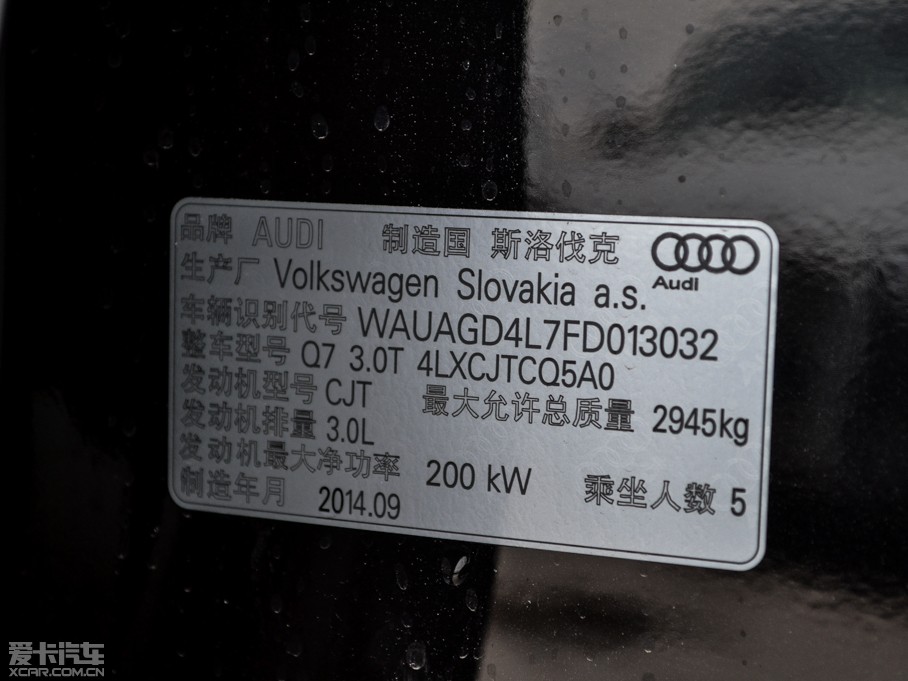 品牌 AUDI 制造国 斯洛伐克
Audi
生产厂 Volkswagen Slovakia a.s.
车辆识别代号 WAUAGD4L7FD013032
整车型号 Q7 3.0T 4LXCJTCQ5A0
发动机型号 CJT 最大允许总质量 2945kg
发动机排量 3.0L
发动机最大净功率 200 kW 乘坐人数 5
制造年月 2014.09
爱卡汽车
XCAR.COM.CN